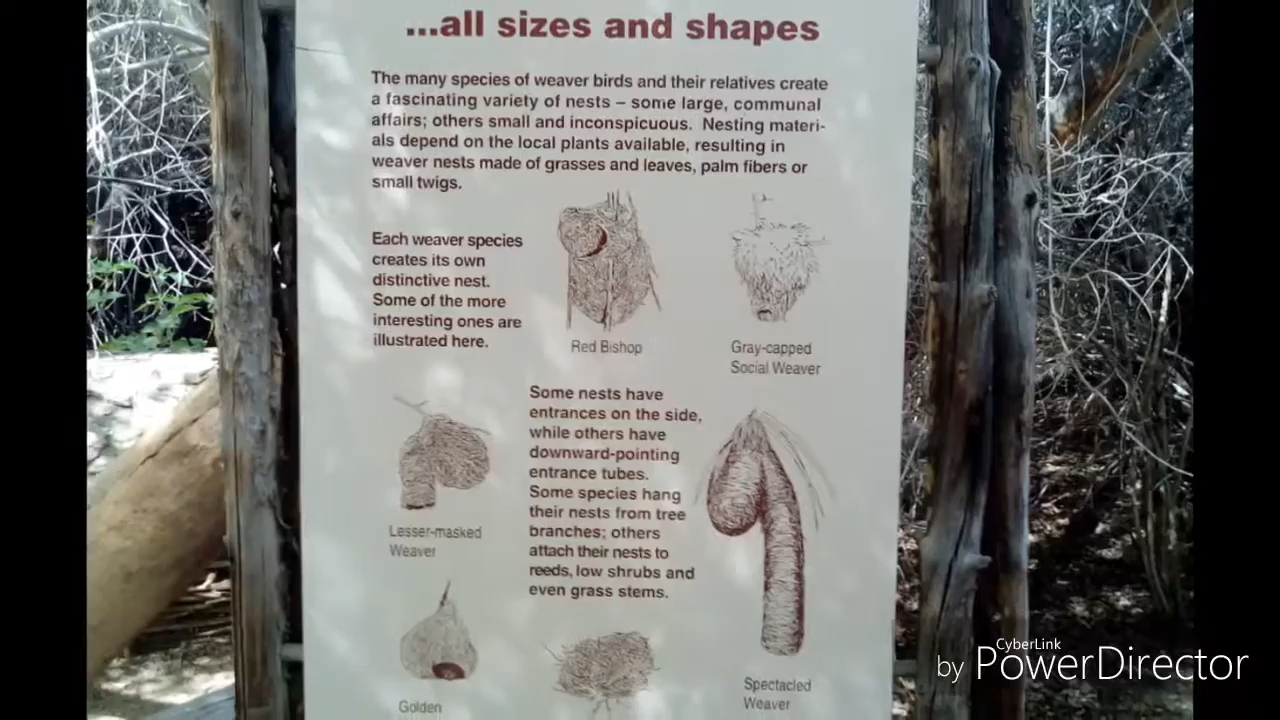 ...all sizes and shapes
The many species of weaver birds and their relatives create
a fascinating variety of nests – some large, communal
affairs; others small and inconspicuous. Nesting materi-
als depend on the local plants available, resulting in
weaver nests made of grasses and leaves, palm fibers or
small twigs.
Each weaver species
creates its own
distinctive nest.
Some of the more
interesting ones are
illustrated here.
Red Bishop
Gray-capped
Social Weaver
Some nests have
entrances on the side,
while others have
downward-pointing
entrance tubes.
Some species hang
their nests from tree
branches; others
attach their nests to
reeds, low shrubs and
even grass stems.
Lesser-masked
Weaver
Golden
Spectacled
Weaver
CyberLink
by PowerDirector